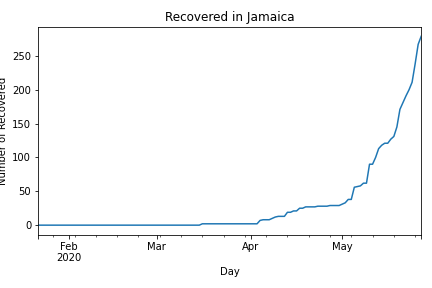 Recovered in Jamaica
Number of Recovered
250
200
150
100
50
0
Feb
2020
Mar
Apr
May
Day